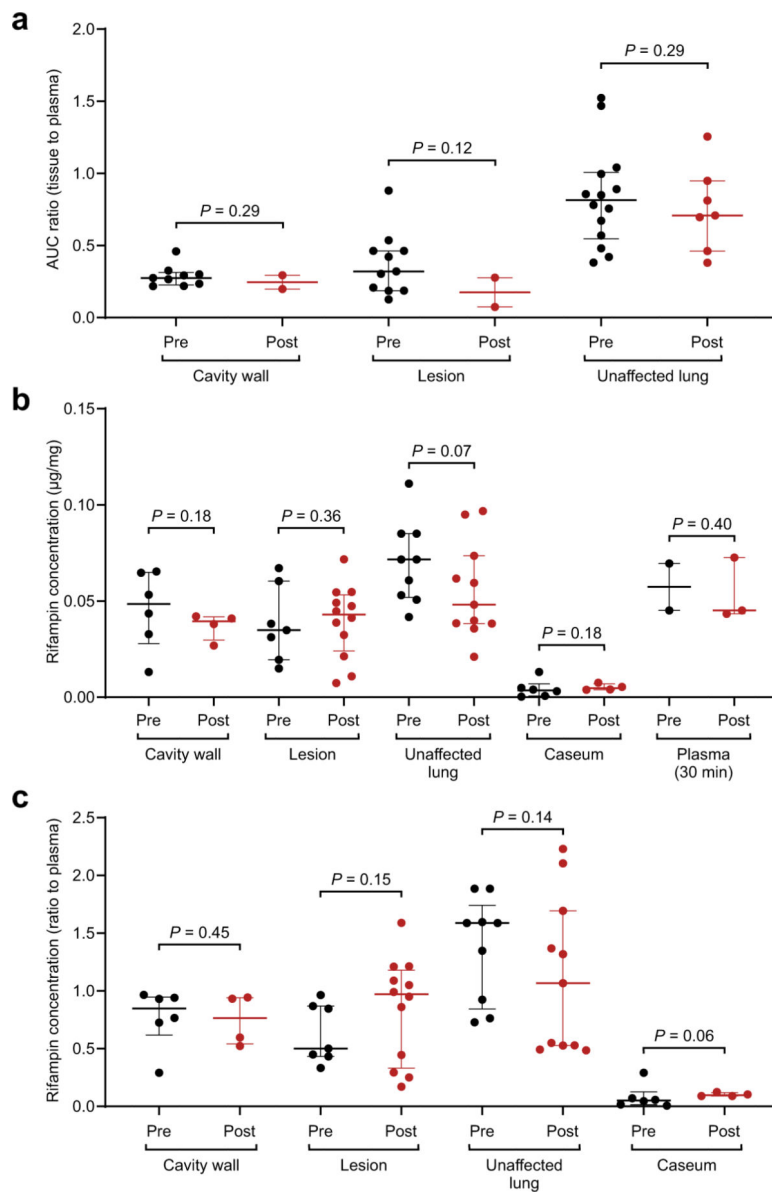 a
AUC ratio (tissue to plasma)
2.0
1.5
1.0
0.5
0.0
P = 0.29
P = 0.12
P = 0.29
Pre Post Pre Post Pre Post
Cavity wall Lesion Unaffected lung
b
Rifampin concentration (µg/mg)
0.15
0.10
0.05
0.00
P = 0.18
P = 0.36
P = 0.07
P = 0.18
P = 0.40
Pre Post Pre Post Pre Post Pre Post Pre Post
Cavity wall Lesion Unaffected Caseum Plasma
lung (30 min)
c
Rifampin concentration (ratio to plasma)
2.5
2.0
1.5
1.0
0.5
0.0
P = 0.45
P = 0.15
P = 0.14
P = 0.06
Pre Post Pre Post Pre Post Pre Post
Cavity wall Lesion Unaffected Caseum
lung